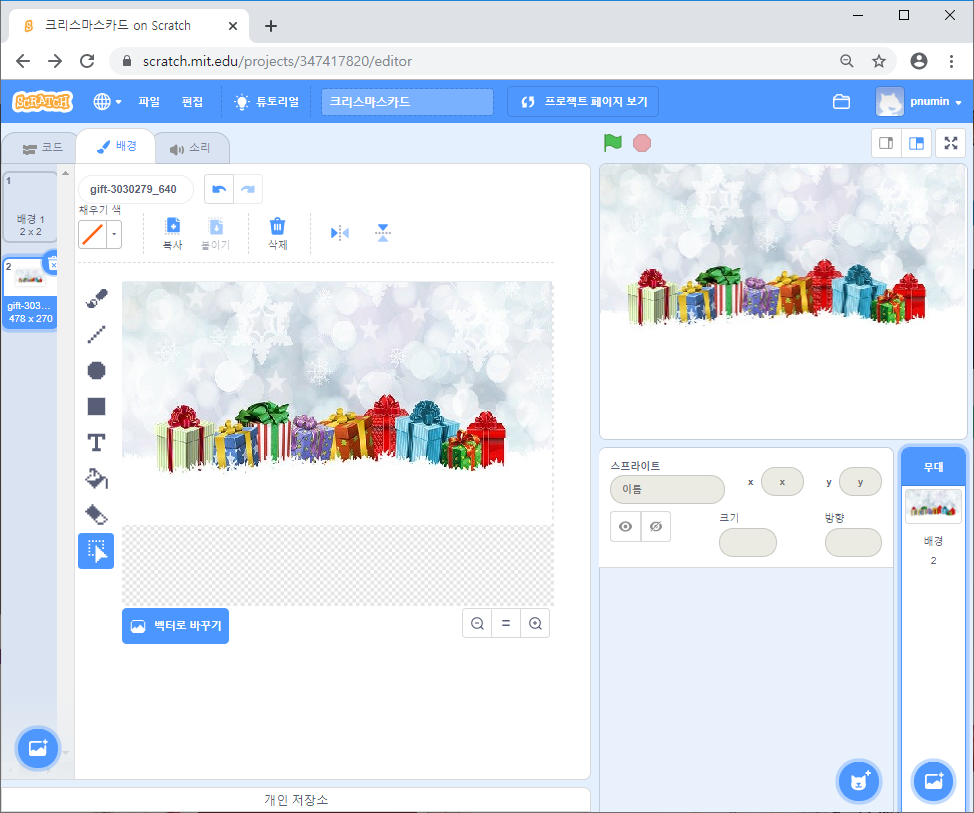 크리스마스카드 on Scratch
scratch.mit.edu/projects/347417820/editor
SCRATCH 파일 편집 튜토리얼 크리스마스카드 프로젝트 페이지 보기 pnumin
코드 배경 소리
1
배경 1
2 x 2
2
gift-303...
478 x 270
gift-3030279_640
채우기 색
복사 붙이기 삭제
T
벡터로 바꾸기
개인 저장소
스프라이트
이름
x x y y
크기 방향
무대
배경
2